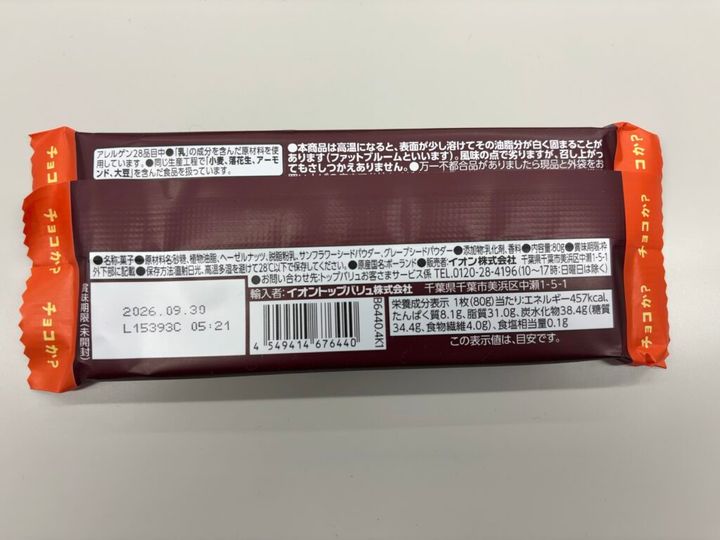 チョコか?
チョコか?
コか?
チョコか?
チョコか?
アレルゲン28品目中●「乳」の成分を含んだ原材料を使
用しています。●同じ生産工程で「小麦、落花生、アーモ
ンド、大豆」を含んだ食品を扱っています。
●本商品は高温になると、表面が少し溶けてその油脂分が白く固まることが
あります(ファットブルームといいます)。風味の点で劣りますが、召し上がっ
てもさしつかえありません。●万一不都合品がありましたら現品と外袋をお
●名称:菓子●原材料名:砂糖、植物油脂、ヘーゼルナッツ、脱脂粉乳、サンフラワーシードパウダー、グレープシードパウダー●添加物:乳化剤、香料●内容量:80g●賞味期限:枠
外下部に記載●保存方法:直射日光、高温多湿を避けて28℃以下で保存してください。●原産国名:ポーランド●販売者:イオン株式会社 千葉県千葉市美浜区中瀬1-5-1
●お問い合わせ先:トップバリュお客さまサービス係 TEL.0120-28-4196(10〜17時:日曜日は除く)
輸入者:イオントップバリュ株式会社 千葉県千葉市美浜区中瀬1-5-1
賞味期限(未開封
2026.09.30
L15393C 05:21
4 549414 676440
B6440.4K1
栄養成分表示 1枚(80g)当たり:エネルギー457kcal、
たんぱく質8.1g、脂質31.0g、炭水化物38.4g(糖質
34.4g、食物繊維4.0g)、食塩相当量0.1g
この表示値は、目安です。